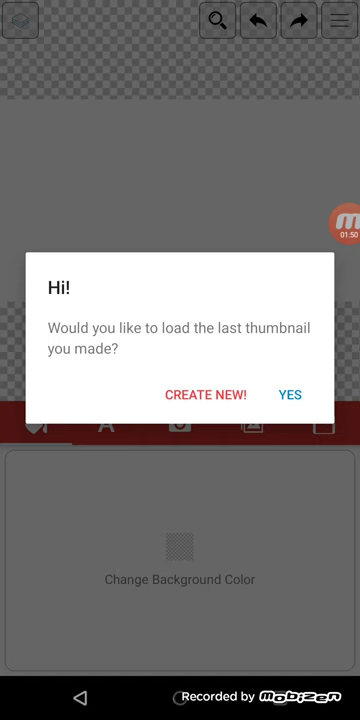 01:50
Hi!
Would you like to load the last thumbnail
you made?
CREATE NEW!
YES
A
Change Background Color
Recorded by mobizen